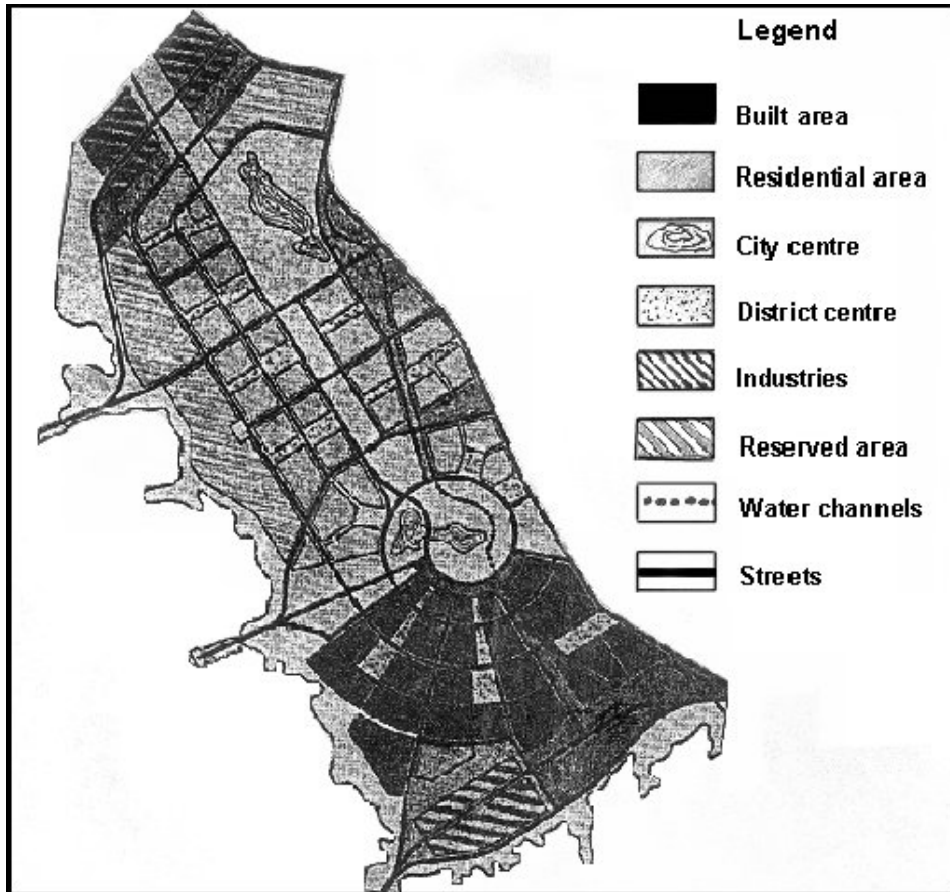 Legend
Built area
Residential area
City centre
District centre
Industries
Reserved area
Water channels
Streets